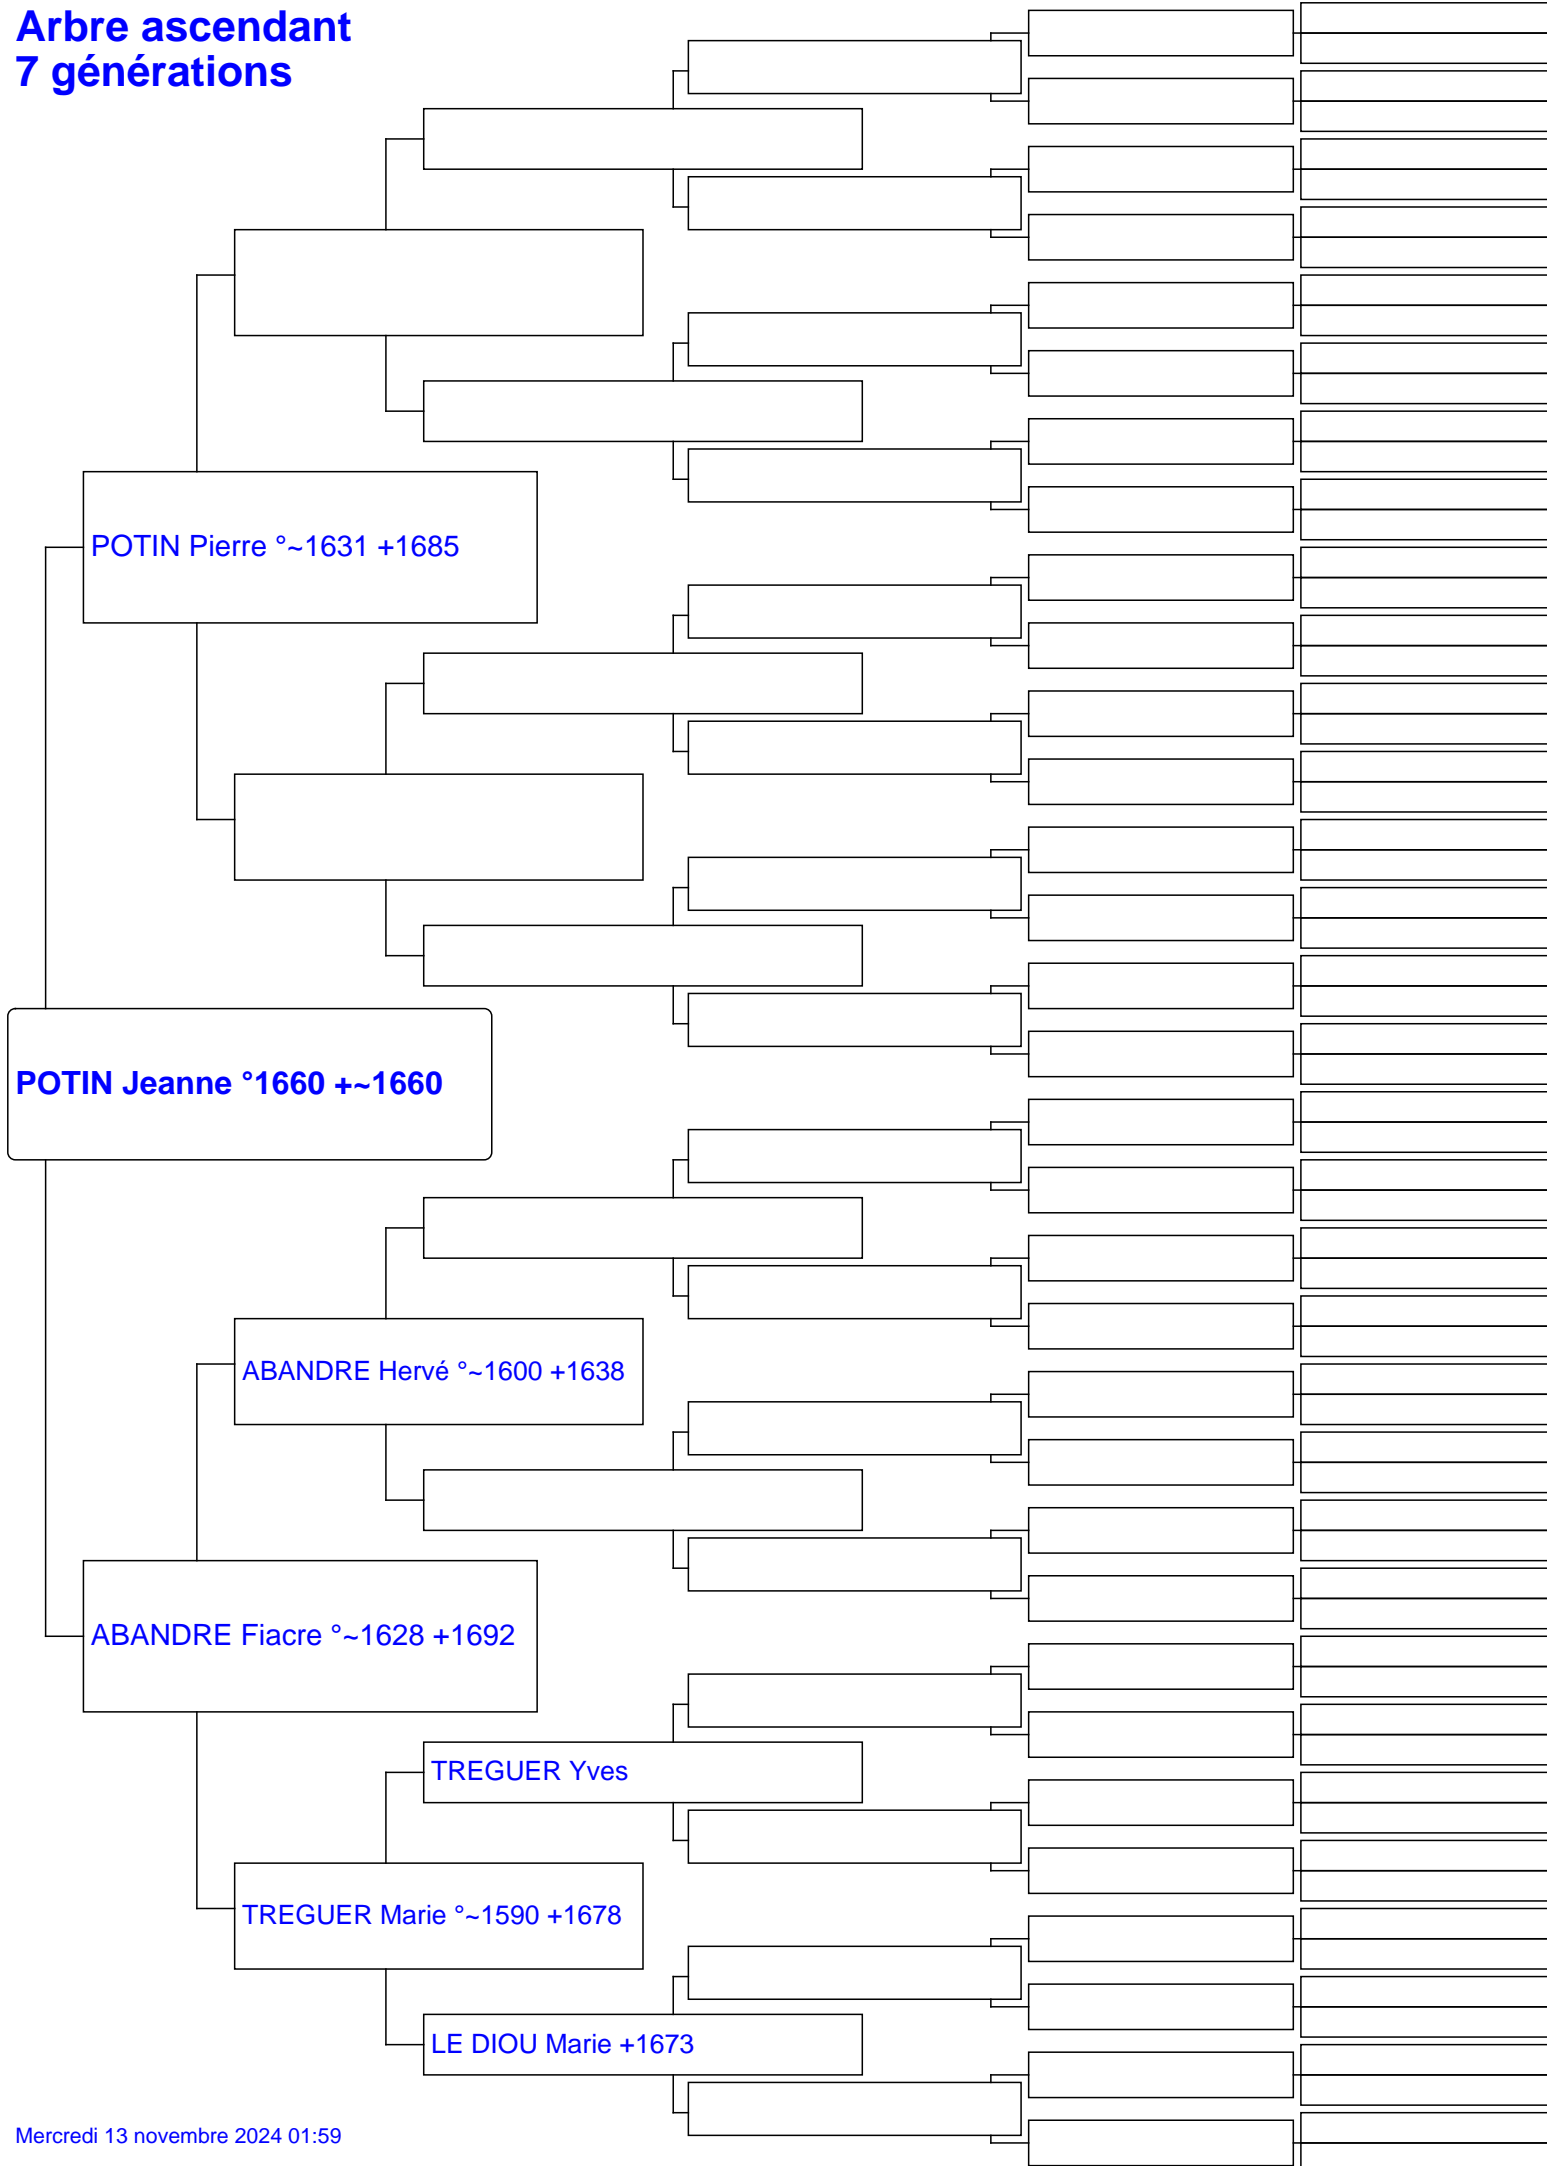 Arbre ascendant
7 générations
POTIN Pierre °~1631 +1685
POTIN Jeanne °1660 +~1660
ABANDRE Hervé °~1600 +1638
ABANDRE Fiacre °~1628 +1692
TREGUER Yves
TREGUER Marie °~1590 +1678
LE DIOU Marie +1673
Mercredi 13 novembre 2024 01:59